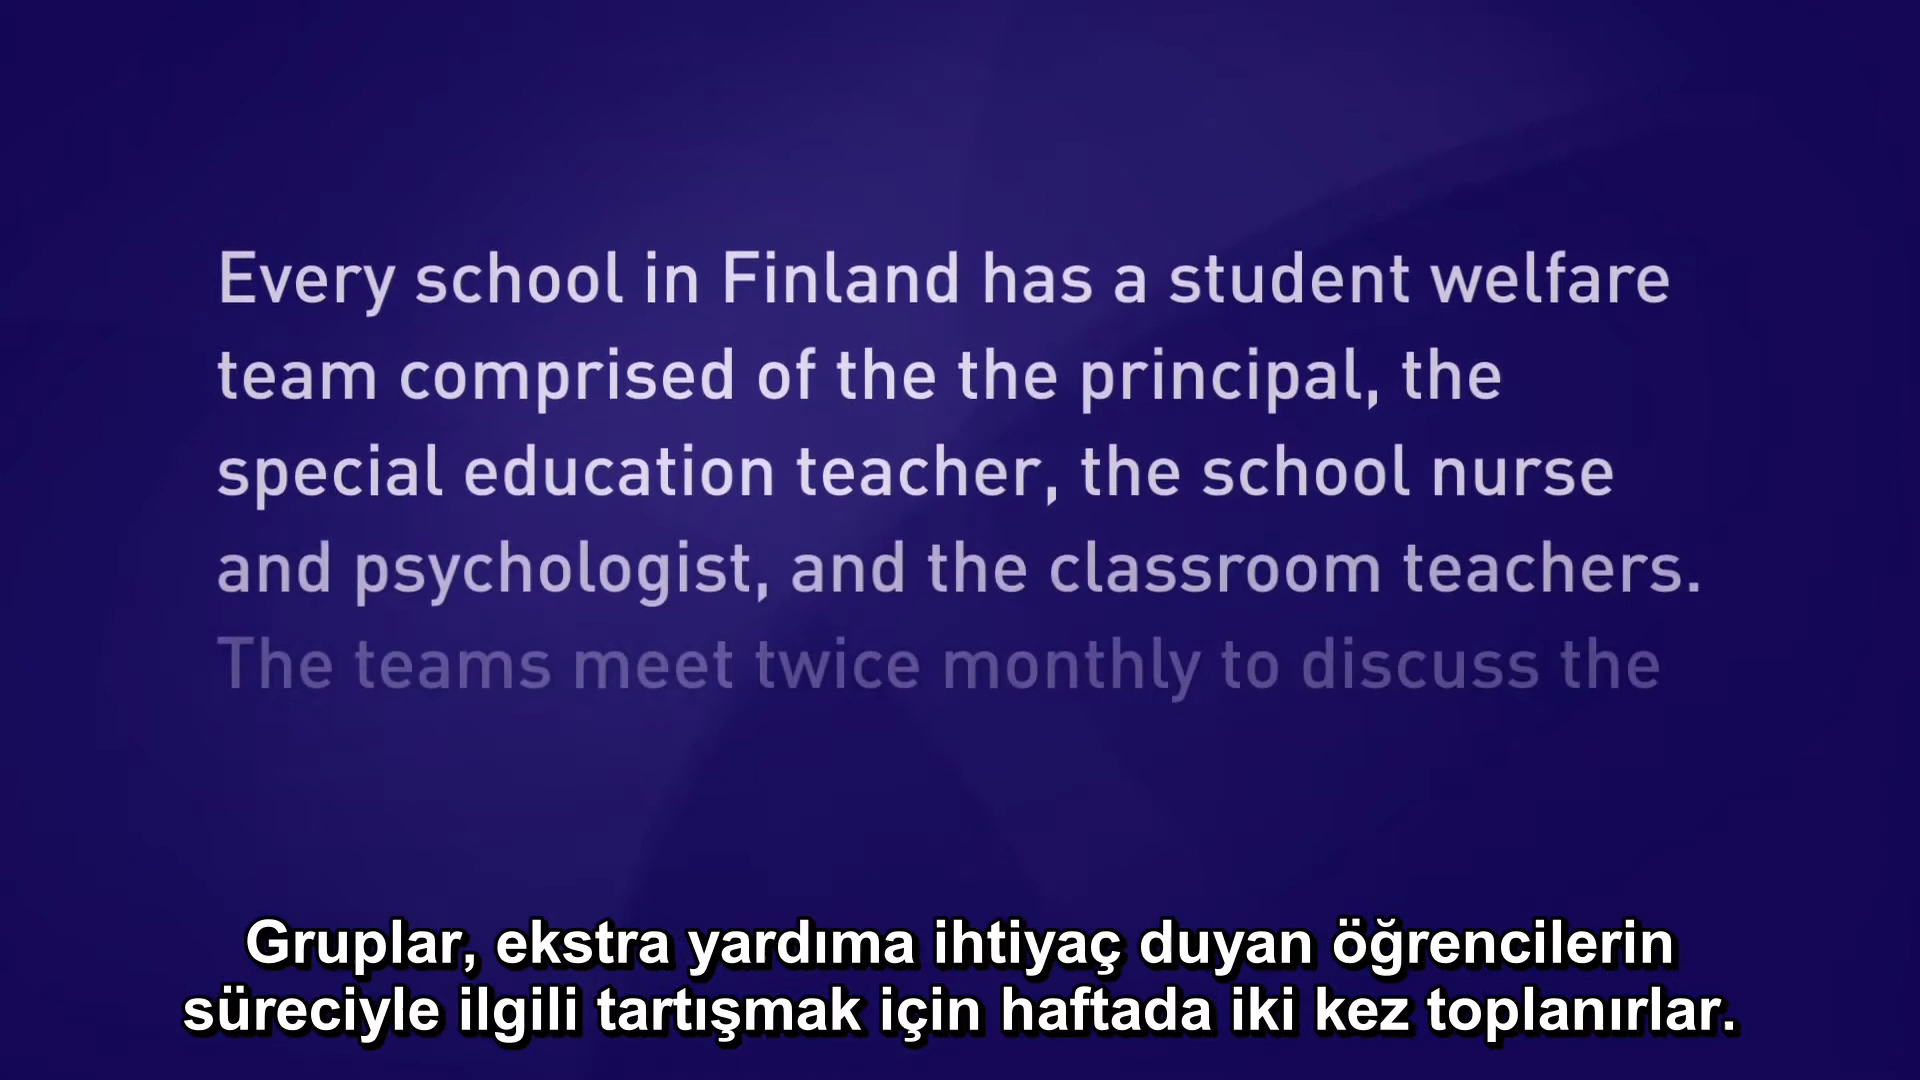 Every school in Finland has a student welfare
team comprised of the the principal, the
special education teacher, the school nurse
and psychologist, and the classroom teachers.
The teams meet twice monthly to discuss the
Gruplar, ekstra yardıma ihtiyaç duyan öğrencilerin
süreciyle ilgili tartışmak için haftada iki kez toplanırlar.